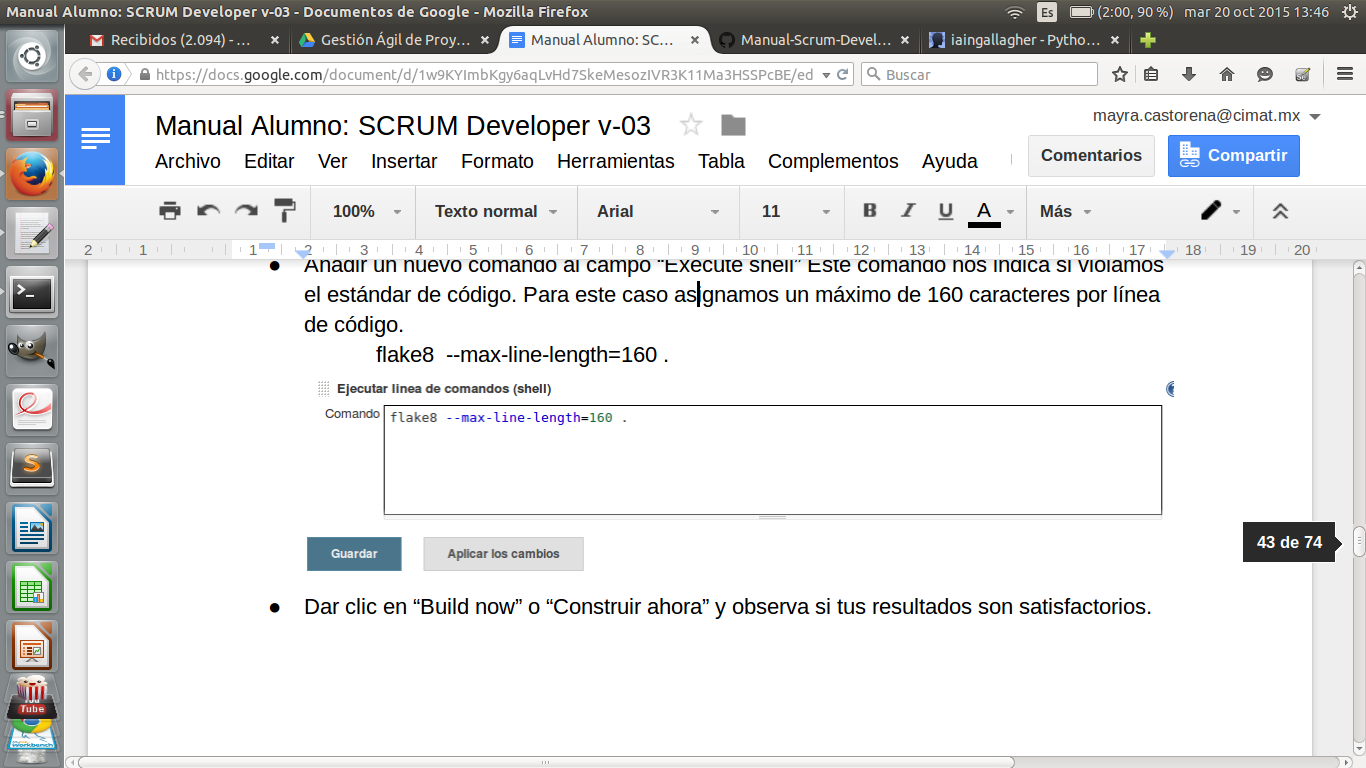 Manual Alumno: SCRUM Developer v-03 - Documentos de Google - Mozilla Firefox
Es (2:00, 90 %) mar 20 oct 2015 13:46
Recibidos (2.094) - … Gestión Ágil de Proy… Manual Alumno: SC… Manual-Scrum-Devel… iaingallagher - Pytho…
https://docs.google.com/document/d/1w9KYImbKgy6aqLvHd7SkeMesozIVR3K11Ma3HSSPcBE/ed Buscar
Manual Alumno: SCRUM Developer v-03
mayra.castorena@cimat.mx
Archivo Editar Ver Insertar Formato Herramientas Tabla Complementos Ayuda
Comentarios Compartir
100% Texto normal Arial 11 B I U A Más
2 1 1 2 3 4 5 6 7 8 9 10 11 12 13 14 15 16 17 18 19 20
● Añadir un nuevo comando al campo “Execute shell” Este comando nos indica si violamos
el estándar de código. Para este caso asignamos un máximo de 160 caracteres por línea
de código.
flake8 --max-line-length=160 .
Ejecutar linea de comandos (shell)
Comando flake8 --max-line-length=160 .
Guardar Aplicar los cambios
43 de 74
● Dar clic en “Build now” o “Construir ahora” y observa si tus resultados son satisfactorios.
Tube